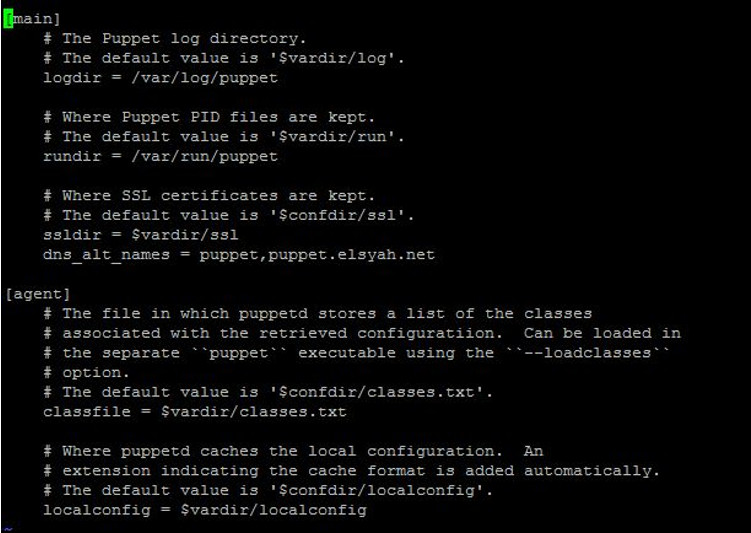 [main]
    # The Puppet log directory.
    # The default value is '$vardir/log'.
    logdir = /var/log/puppet

    # Where Puppet PID files are kept.
    # The default value is '$vardir/run'.
    rundir = /var/run/puppet

    # Where SSL certificates are kept.
    # The default value is '$confdir/ssl'.
    ssldir = $vardir/ssl
    dns_alt_names = puppet,puppet.elsyah.net

[agent]
    # The file in which puppetd stores a list of the classes
    # associated with the retrieved configuratiion.  Can be loaded in
    # the separate ``puppet`` executable using the ``--loadclasses``
    # option.
    # The default value is '$confdir/classes.txt'.
    classfile = $vardir/classes.txt

    # Where puppetd caches the local configuration.  An
    # extension indicating the cache format is added automatically.
    # The default value is '$confdir/localconfig'.
    localconfig = $vardir/localconfig
~